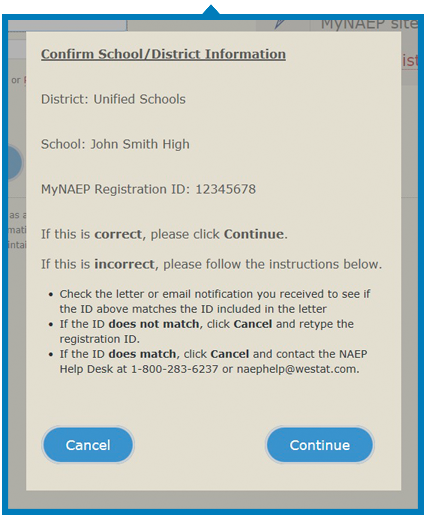 MyNAEP site
Confirm School/District Information
or
District: Unified Schools
School: John Smith High
MyNAEP Registration ID: 12345678
as a
If this is correct, please click Continue.
If this is incorrect, please follow the instructions below.
• Check the letter or email notification you received to see if
the ID above matches the ID included in the letter
• If the ID does not match, click Cancel and retype the
registration ID.
• If the ID does match, click Cancel and contact the NAEP
Help Desk at 1-800-283-6237 or naephelp@westat.com.
Cancel
Continue